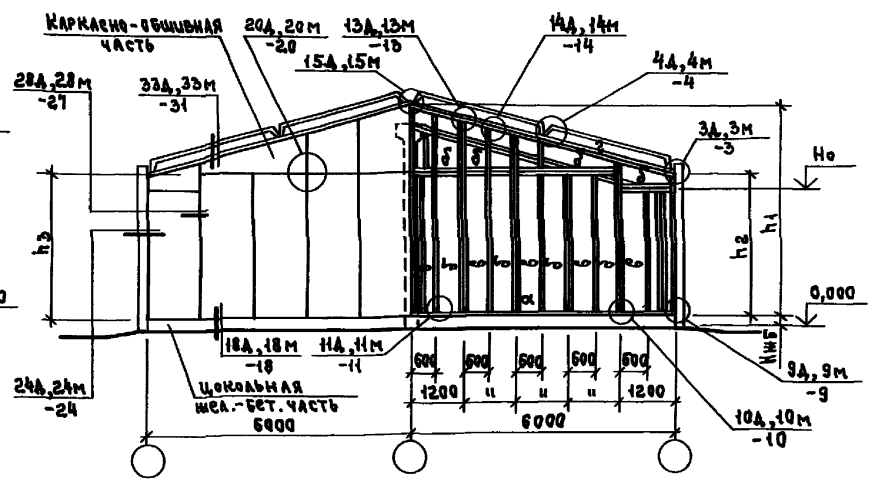 КАРКАСНО-ОБШИВНАЯ
ЧАСТЬ
20Д, 20М
-20
13Д, 13М
-13
14Д, 14М
-14
15Д, 15М
4Д, 4М
-4
28Д, 28М
-27
33Д, 33М
-31
3Д, 3М
-3
Но
h3
h2
h1
0,000
а
б
б
б
б
г
18Д, 18М
-18
11Д, 11М
-11
600
600
600
600
600
КЖБ
1200
"
"
"
1200
9Д, 9М
-9
24Д, 24М
-24
ЦОКОЛЬНАЯ
ЖЕЛ.-БЕТ. ЧАСТЬ
6000
6000
10Д, 10М
-10